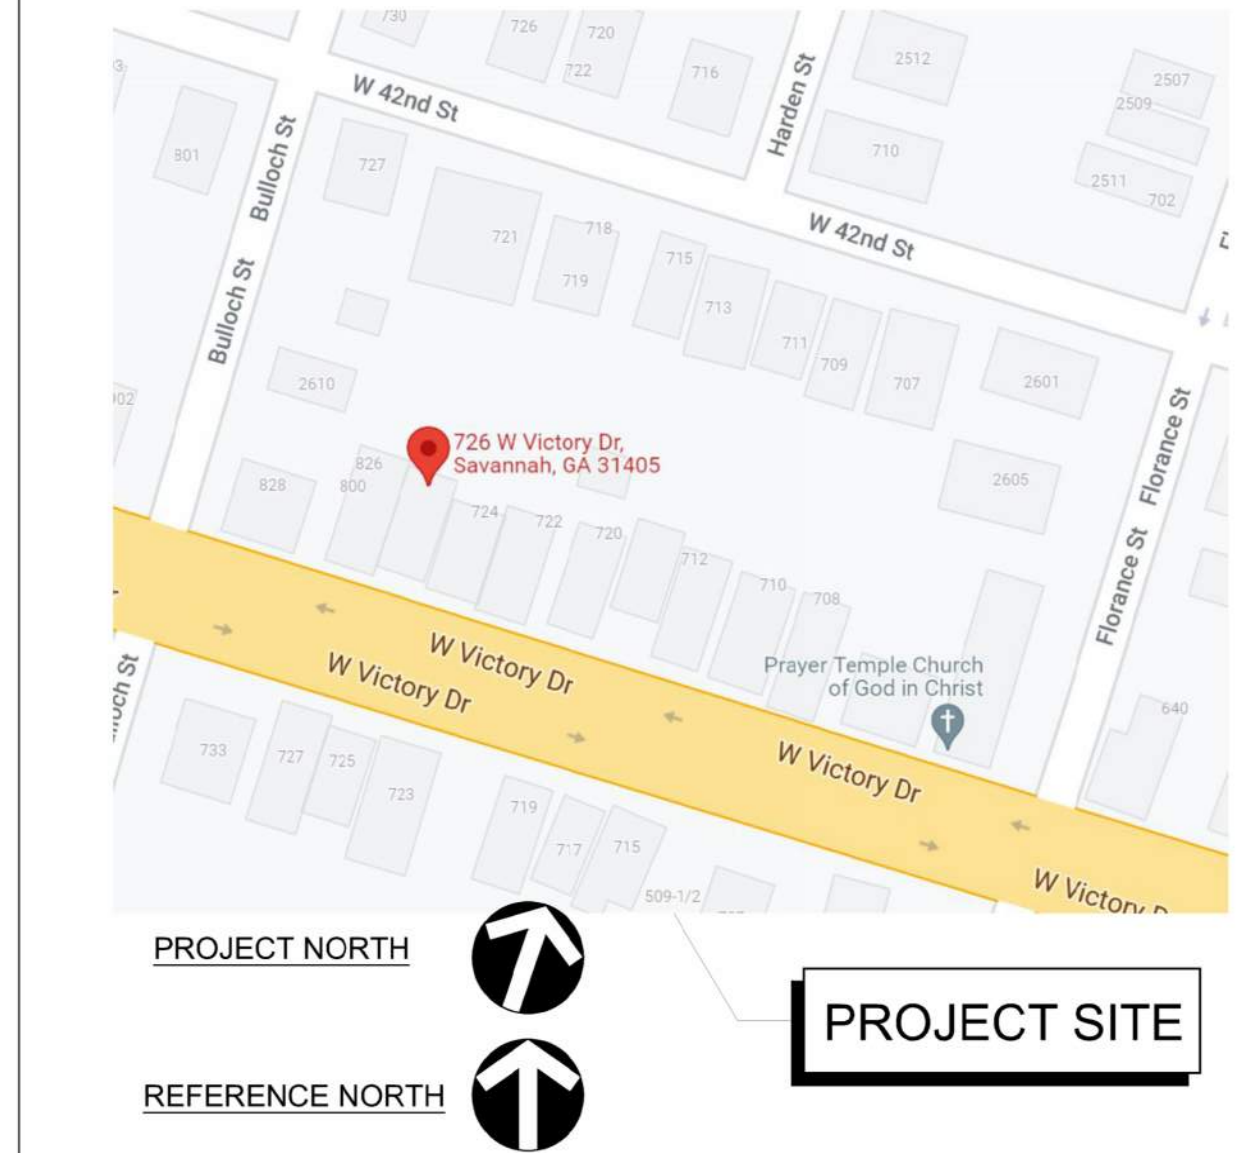 730
726
720
722
716
Harden St
2512
2507
2509
W 42nd St
801
Bulloch St
727
710
2511
702
721
718
719
W 42nd St
715
713
Bulloch St
711
709
707
2601
2610
Florance St
726 W Victory Dr,
Savannah, GA 31405
826
800
828
2605
724
722
720
712
710
708
Florance St
W Victory Dr
W Victory Dr
Prayer Temple Church
of God in Christ
640
733
727
725
723
W Victory Dr
719
717
715
509-1/2
W Victory
PROJECT NORTH
PROJECT SITE
REFERENCE NORTH